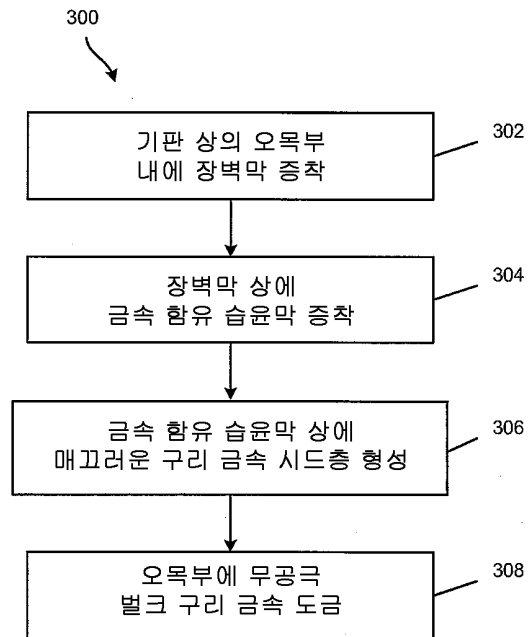 300
기판 상의 오목부
내에 장벽막 증착
302
장벽막 상에
금속 함유 습윤막 증착
304
금속 함유 습윤막 상에
매끄러운 구리 금속 시드층 형성
306
오목부에 무공극
벌크 구리 금속 도금
308